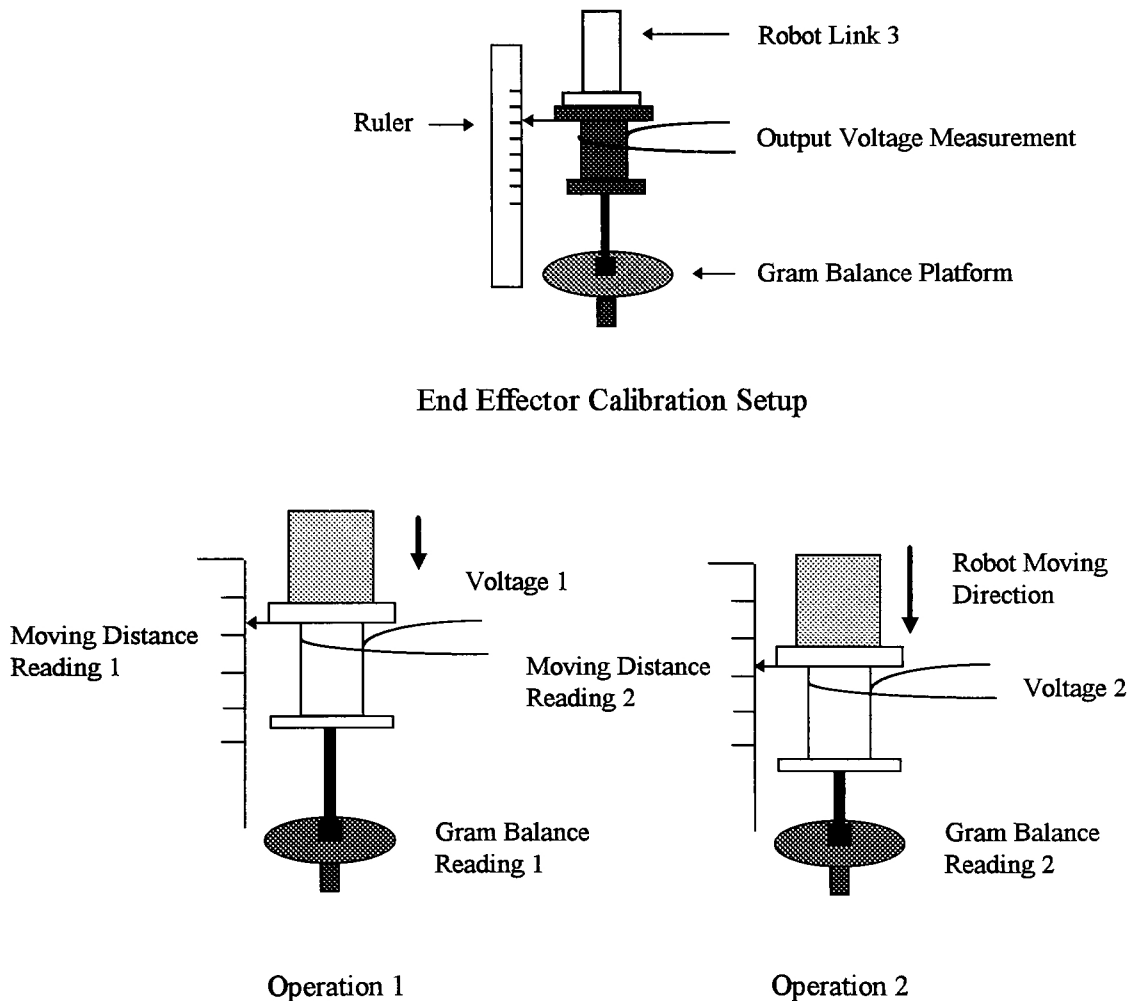 Robot Link 3
Ruler
Output Voltage Measurement
Gram Balance Platform
End Effector Calibration Setup
Voltage 1
Moving Distance
Reading 1
Gram Balance
Reading 1
Operation 1
Robot Moving
Direction
Moving Distance
Reading 2
Voltage 2
Gram Balance
Reading 2
Operation 2